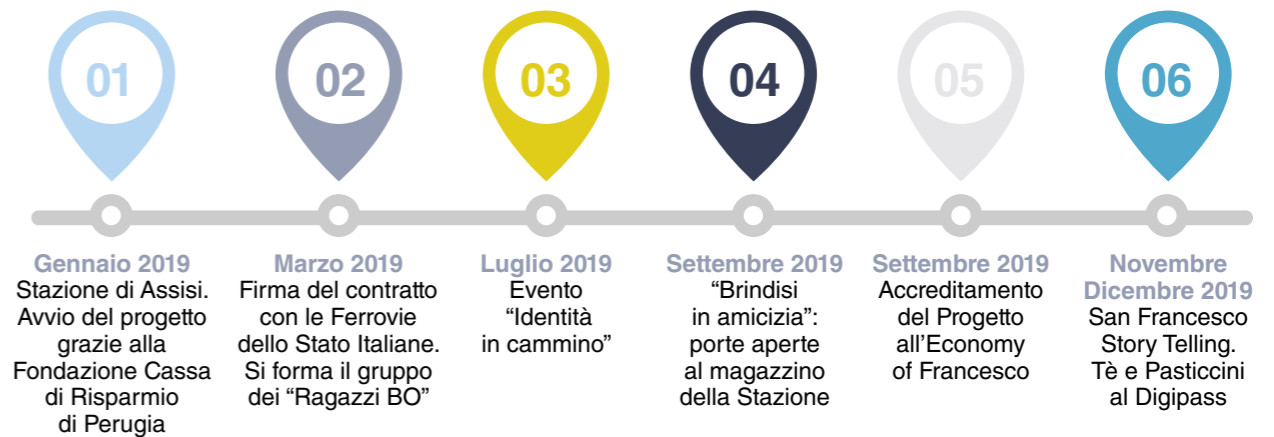 01
02
03
04
05
06
Gennaio 2019
Stazione di Assisi.
Avvio del progetto
grazie alla
Fondazione Cassa
di Risparmio
di Perugia
Marzo 2019
Firma del contratto
con le Ferrovie
dello Stato Italiane.
Si forma il gruppo
dei “Ragazzi BO”
Luglio 2019
Evento
“Identità
in cammino”
Settembre 2019
“Brindisi
in amicizia”:
porte aperte
al magazzino
della Stazione
Settembre 2019
Accreditamento
del Progetto
all’Economy
of Francesco
Novembre
Dicembre 2019
San Francesco
Story Telling.
Tè e Pasticcini
al Digipass